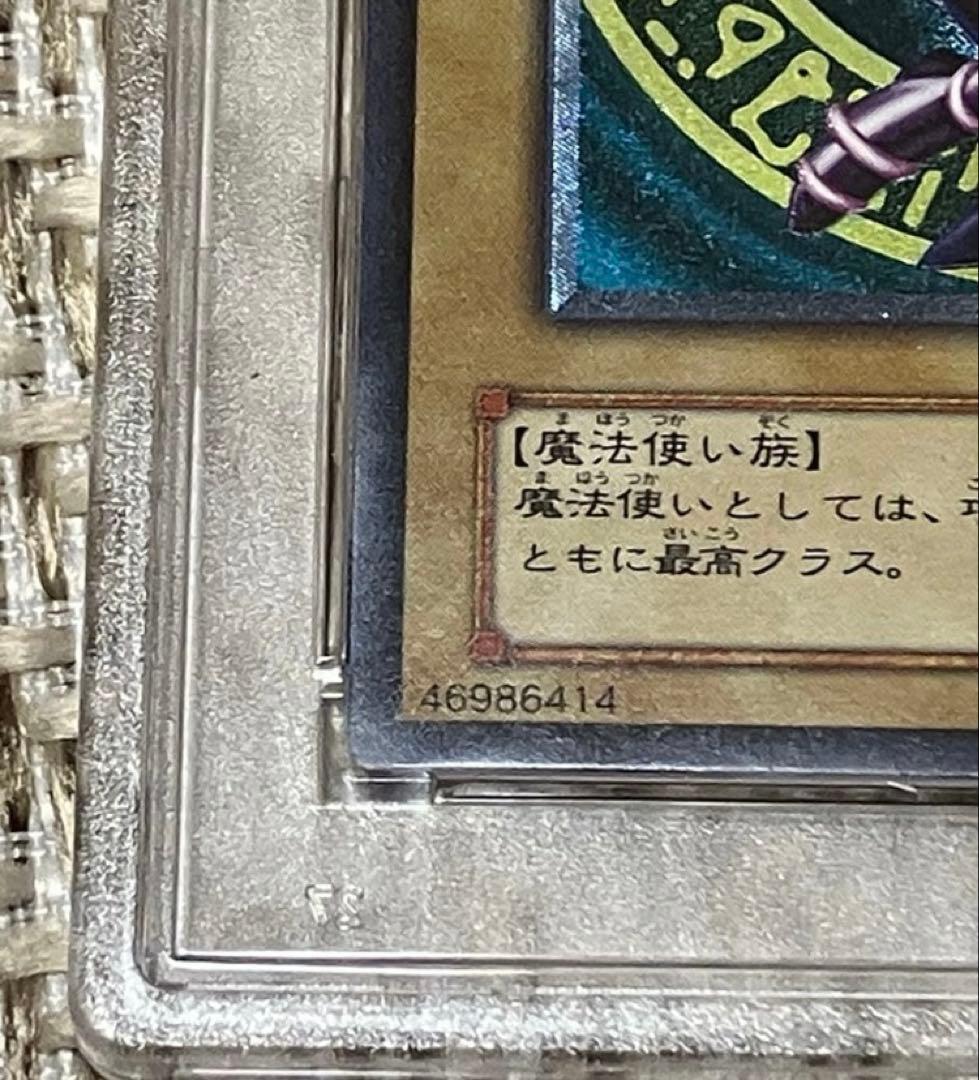 【魔法使い族】
魔法使いとしては、
ともに最高クラス。
46986414